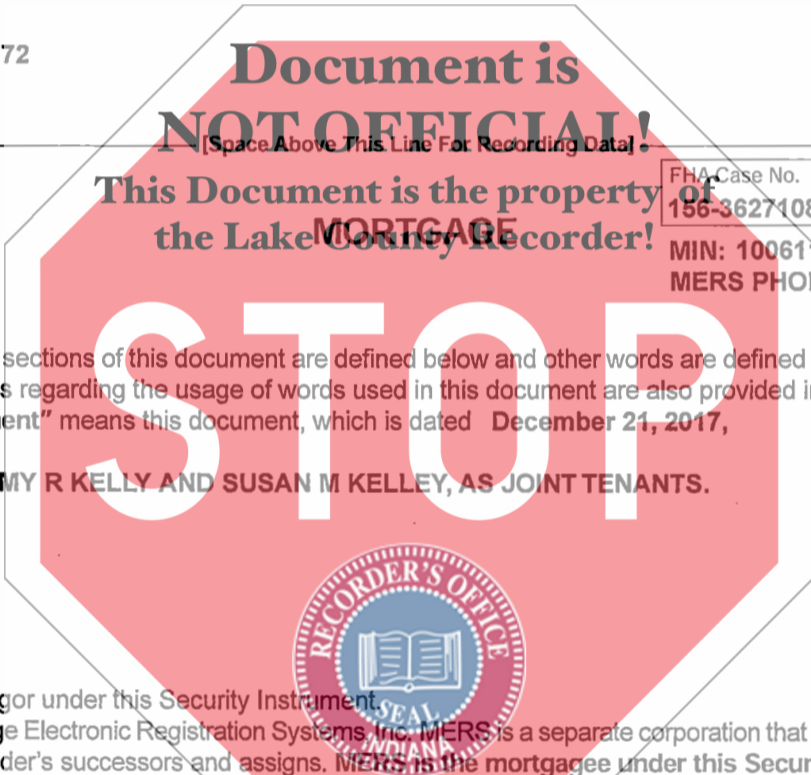 72
Document is
NOT OFFICIAL!
[Space Above This Line For Recording Data]
This Document is the property of
the Lake County Recorder!
FHA Case No.
156-3627108
MORTGAGE
MIN: 10061
MERS PHO
STOP
sections of this document are defined below and other words are defined
s regarding the usage of words used in this document are also provided i
ent" means this document, which is dated December 21, 2017,
MY R KELLY AND SUSAN M KELLEY, AS JOINT TENANTS.
RECORDER'S OFFICE
SEAL
INDIANA
gor under this Security Instrument.
e Electronic Registration Systems, Inc. MERS is a separate corporation that
der's successors and assigns. MERS is the mortgagee under this Secur